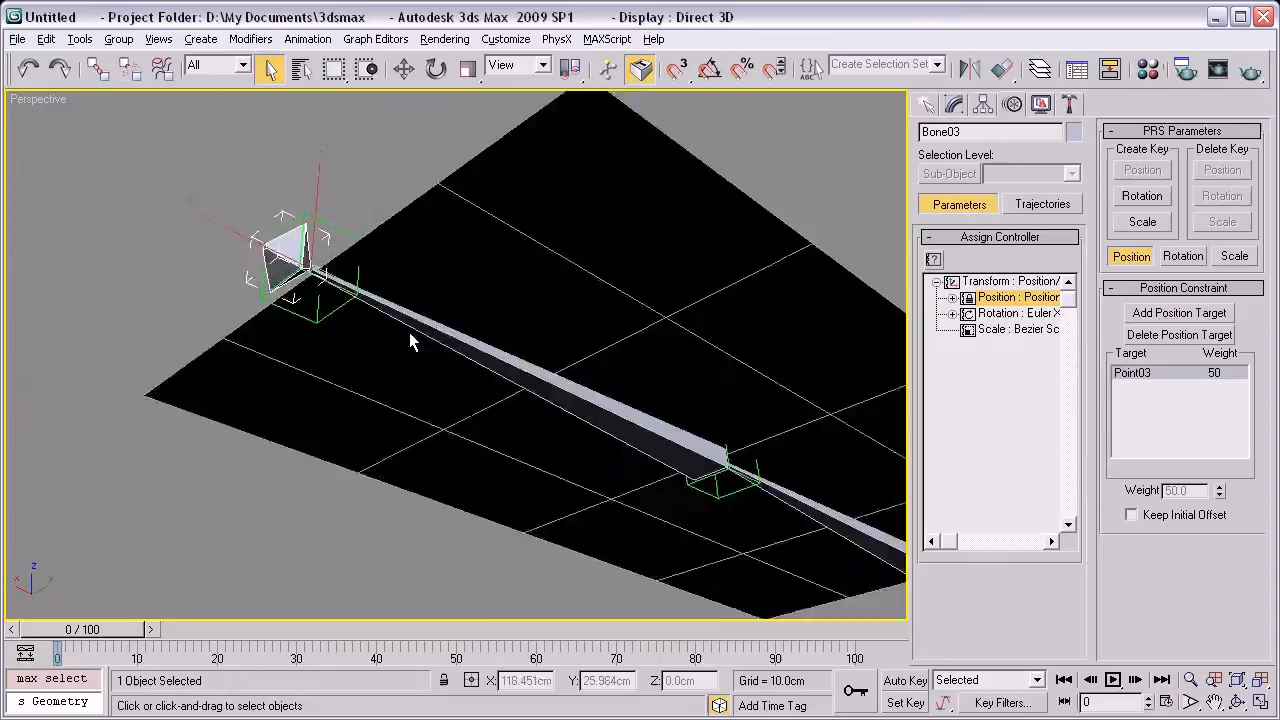 Untitled - Project Folder: D:\My Documents\3dsmax - Autodesk 3ds Max 2009 SP1 - Display : Direct 3D
File Edit Tools Group Views Create Modifiers Animation Graph Editors Rendering Customize PhysX MAXScript Help
All View 3 Create Selection Set
Perspective
Bone03
Selection Level:
Sub-Object
Parameters Trajectories
- Assign Controller
Transform : Position/
Position : Position
Rotation : Euler X
Scale : Bezier Sc
- PRS Parameters
Create Key Delete Key
Position Position
Rotation Rotation
Scale Scale
Position Rotation Scale
- Position Constraint
Add Position Target
Delete Position Target
Target Weight
Point03 50
Weight 50.0
Keep Initial Offset
z
x y
< 0 / 100 >
0 10 20 30 40 50 60 70 80 90 100
max select 1 Object Selected X: 118.451cm Y: 25.964cm Z: 0.0cm Grid = 10.0cm Auto Key Selected
s Geometry Click or click-and-drag to select objects Add Time Tag Set Key Key Filters... 0